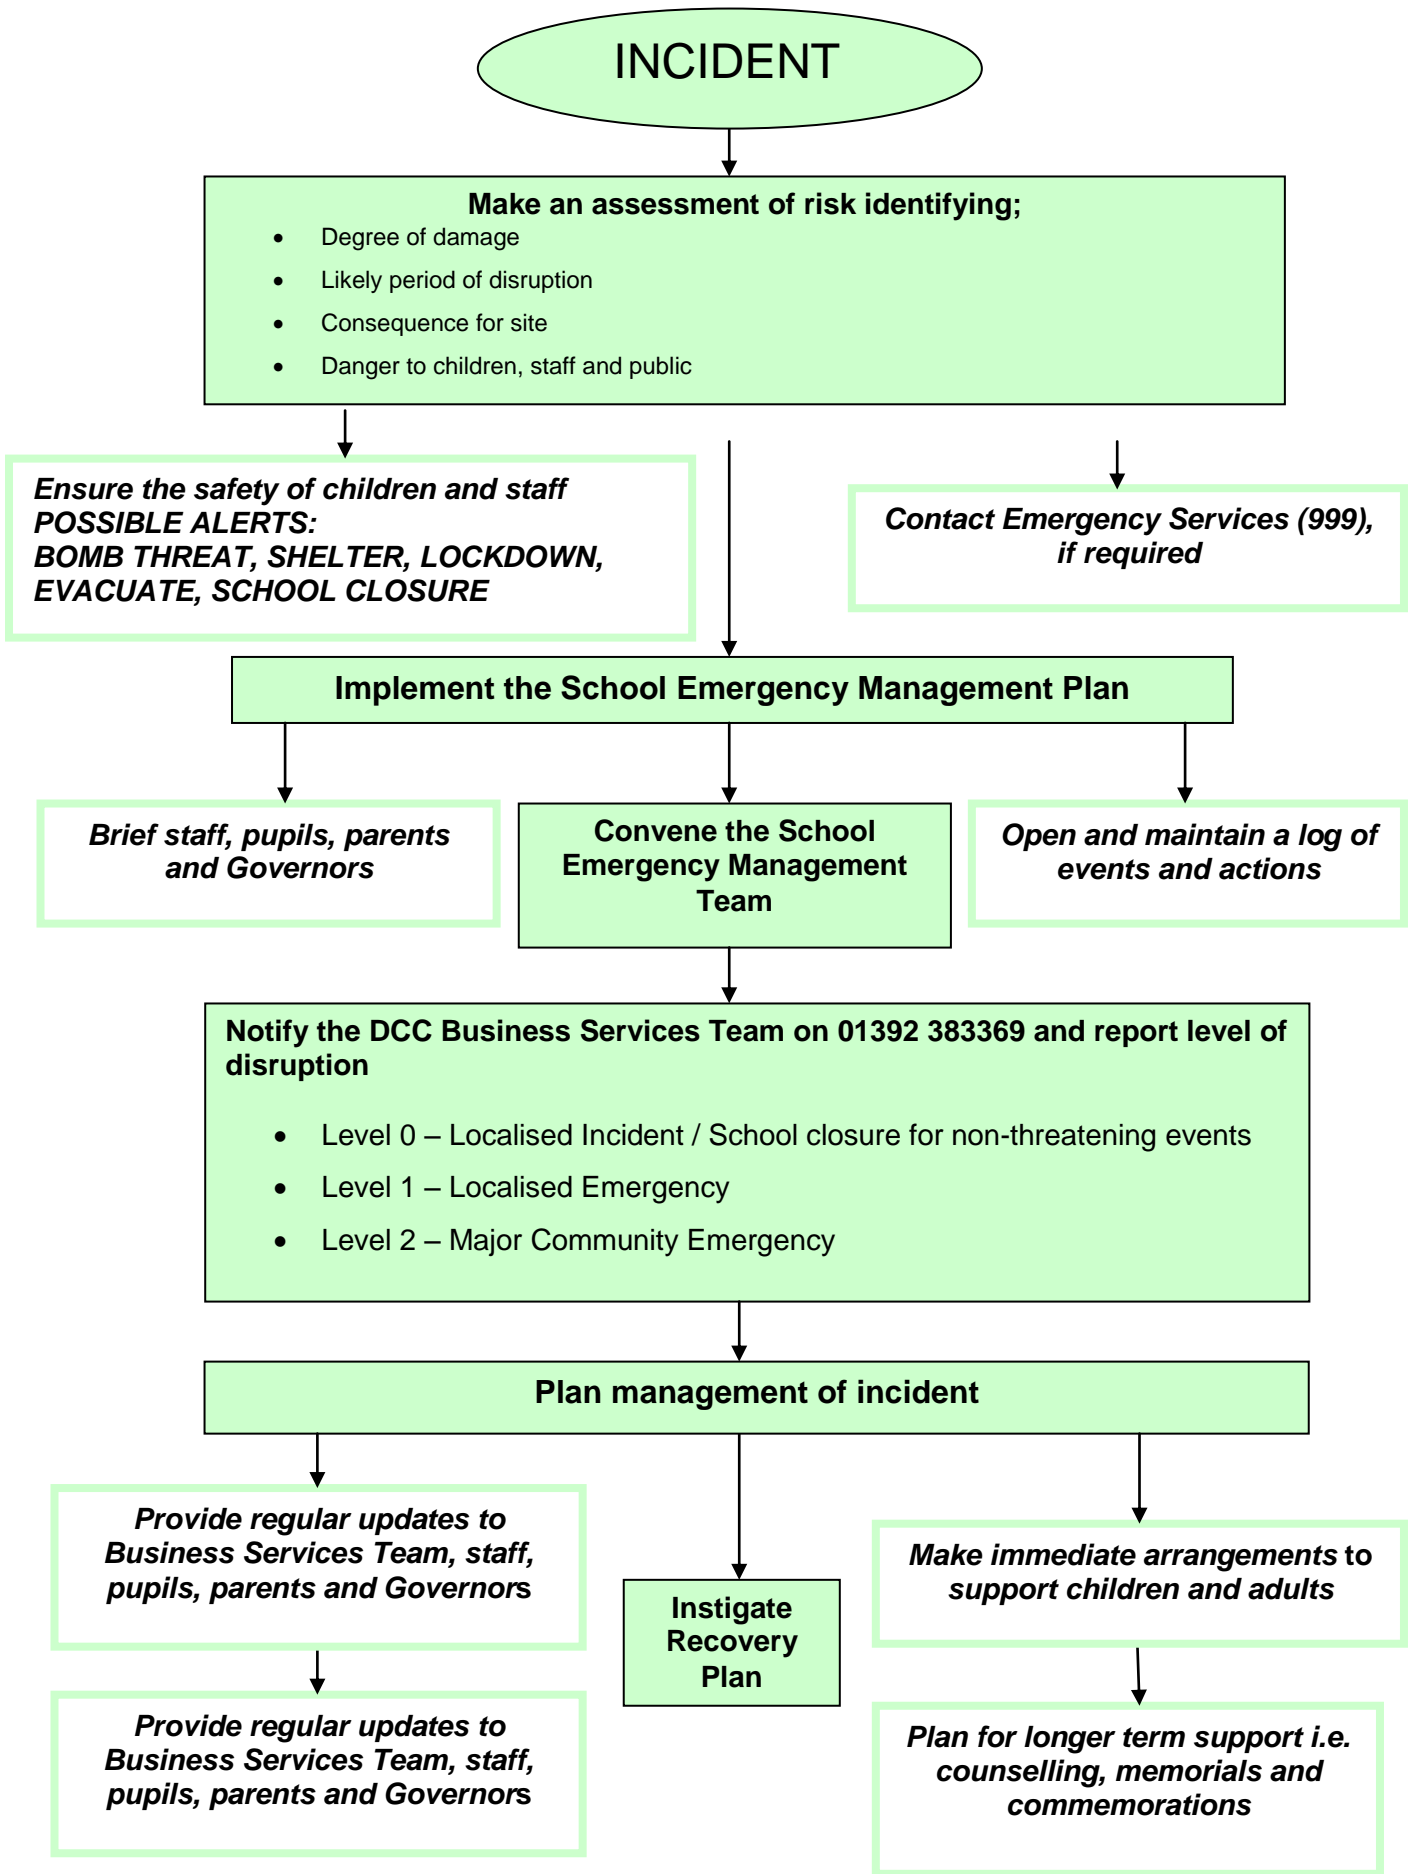 INCIDENT
Make an assessment of risk identifying;
• Degree of damage
• Likely period of disruption
• Consequence for site
• Danger to children, staff and public
Ensure the safety of children and staff
POSSIBLE ALERTS:
BOMB THREAT, SHELTER, LOCKDOWN,
EVACUATE, SCHOOL CLOSURE
Contact Emergency Services (999),
if required
Implement the School Emergency Management Plan
Brief staff, pupils, parents
and Governors
Convene the School
Emergency Management
Team
Open and maintain a log of
events and actions
Notify the DCC Business Services Team on 01392 383369 and report level of
disruption
• Level 0 – Localised Incident / School closure for non-threatening events
• Level 1 – Localised Emergency
• Level 2 – Major Community Emergency
Plan management of incident
Provide regular updates to
Business Services Team, staff,
pupils, parents and Governors
Instigate
Recovery
Plan
Make immediate arrangements to
support children and adults
Provide regular updates to
Business Services Team, staff,
pupils, parents and Governors
Plan for longer term support i.e.
counselling, memorials and
commemorations